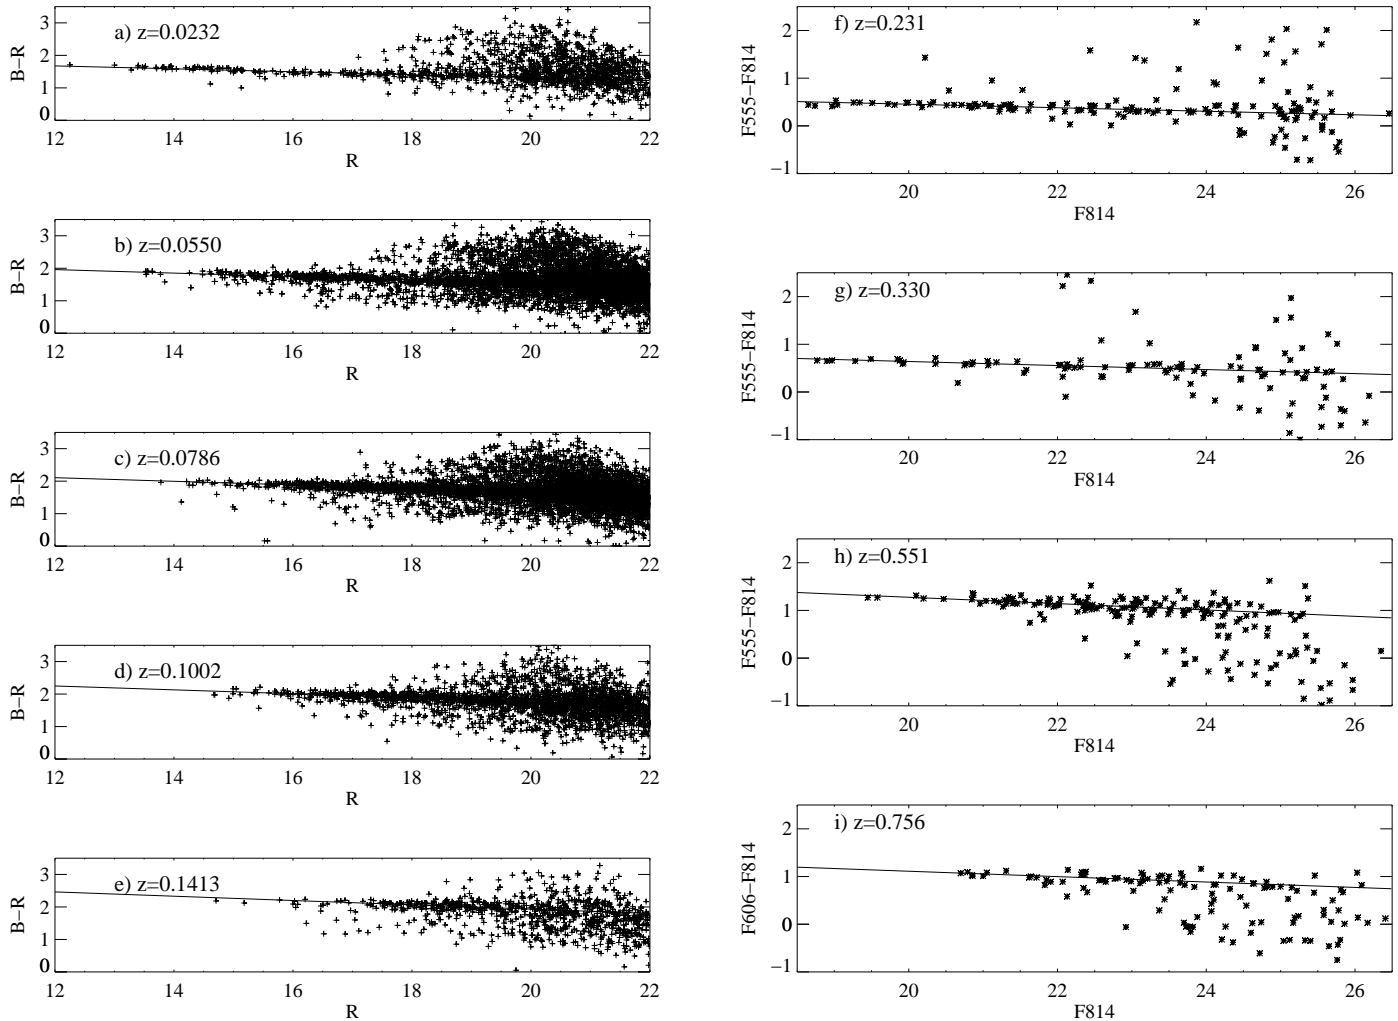 a) z=0.0232
B−R
3
2
1
0
12 14 16 18 20 22
R
b) z=0.0550
B−R
3
2
1
0
12 14 16 18 20 22
R
c) z=0.0786
B−R
3
2
1
0
12 14 16 18 20 22
R
d) z=0.1002
B−R
3
2
1
0
12 14 16 18 20 22
R
e) z=0.1413
B−R
3
2
1
0
12 14 16 18 20 22
R
f) z=0.231
F555−F814
2
1
0
−1
20 22 24 26
F814
g) z=0.330
F555−F814
2
1
0
−1
20 22 24 26
F814
h) z=0.551
F555−F814
2
1
0
−1
20 22 24 26
F814
i) z=0.756
F606−F814
2
1
0
−1
20 22 24 26
F814